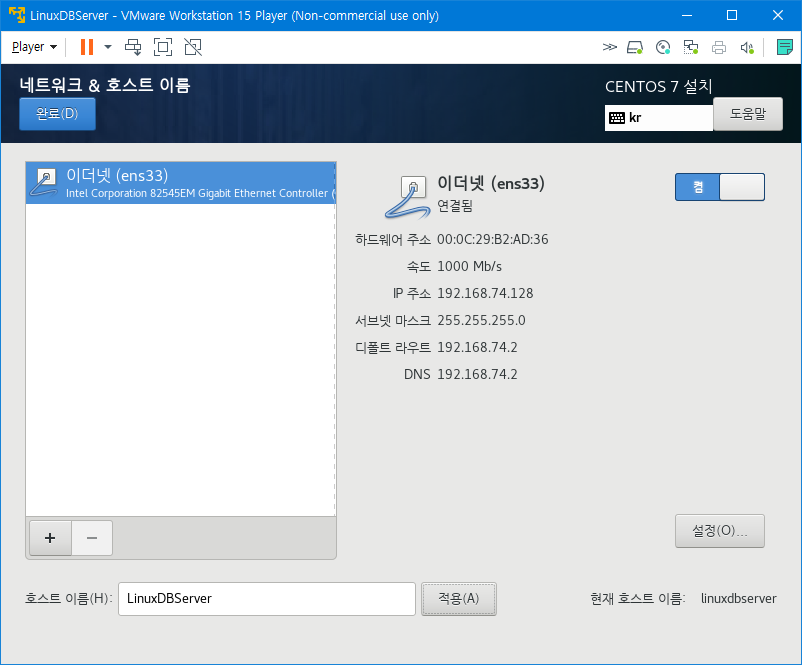 LinuxDBServer - VMware Workstation 15 Player (Non-commercial use only)
Player
네트워크 & 호스트 이름
CENTOS 7 설치
완료(D)
kr
도움말
이더넷 (ens33)
Intel Corporation 82545EM Gigabit Ethernet Controller (
이더넷 (ens33)
연결됨
켬
하드웨어 주소 00:0C:29:B2:AD:36
속도 1000 Mb/s
IP 주소 192.168.74.128
서브넷 마스크 255.255.255.0
디폴트 라우트 192.168.74.2
DNS 192.168.74.2
+ −
설정(O)...
호스트 이름(H): LinuxDBServer 적용(A) 현재 호스트 이름: linuxdbserver